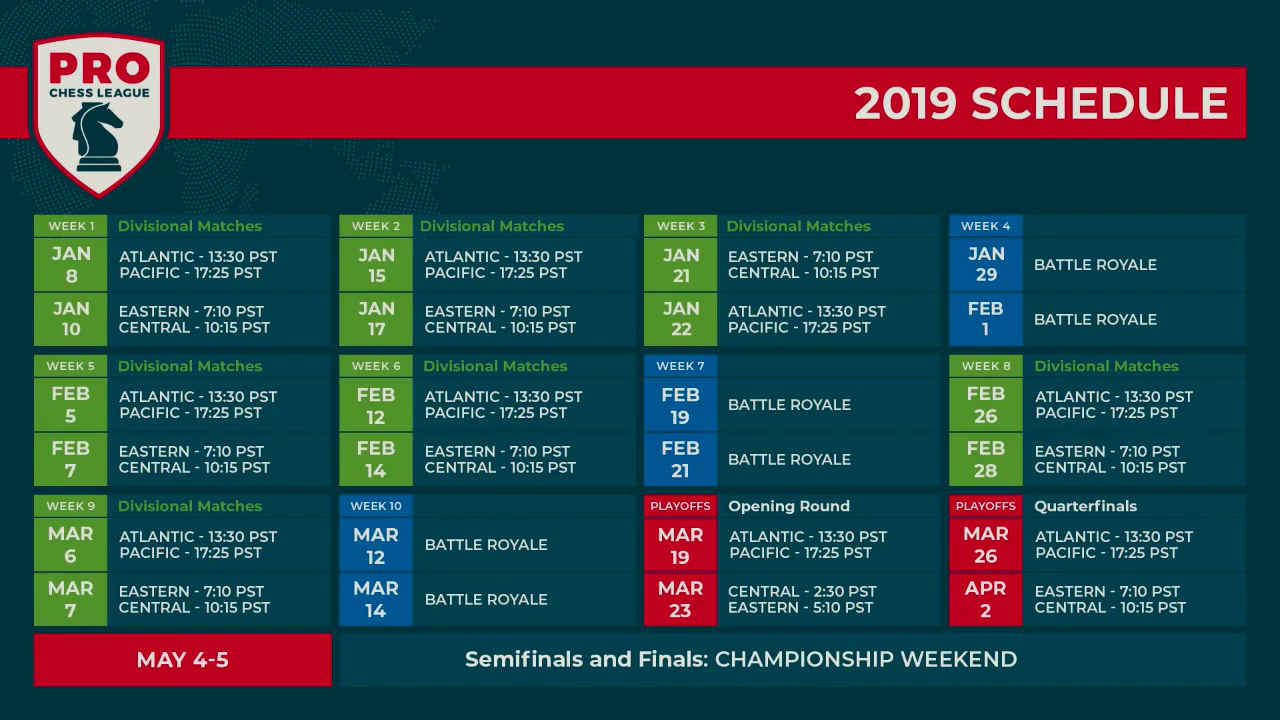 PRO
CHESS LEAGUE
2019 SCHEDULE
WEEK 1 Divisional Matches
JAN 8
ATLANTIC - 13:30 PST
PACIFIC - 17:25 PST
JAN 10
EASTERN - 7:10 PST
CENTRAL - 10:15 PST
WEEK 2 Divisional Matches
JAN 15
ATLANTIC - 13:30 PST
PACIFIC - 17:25 PST
JAN 17
EASTERN - 7:10 PST
CENTRAL - 10:15 PST
WEEK 3 Divisional Matches
JAN 21
EASTERN - 7:10 PST
CENTRAL - 10:15 PST
JAN 22
ATLANTIC - 13:30 PST
PACIFIC - 17:25 PST
WEEK 4
JAN 29
BATTLE ROYALE
FEB 1
BATTLE ROYALE
WEEK 5 Divisional Matches
FEB 5
ATLANTIC - 13:30 PST
PACIFIC - 17:25 PST
FEB 7
EASTERN - 7:10 PST
CENTRAL - 10:15 PST
WEEK 6 Divisional Matches
FEB 12
ATLANTIC - 13:30 PST
PACIFIC - 17:25 PST
FEB 14
EASTERN - 7:10 PST
CENTRAL - 10:15 PST
WEEK 7
FEB 19
BATTLE ROYALE
FEB 21
BATTLE ROYALE
WEEK 8 Divisional Matches
FEB 26
ATLANTIC - 13:30 PST
PACIFIC - 17:25 PST
FEB 28
EASTERN - 7:10 PST
CENTRAL - 10:15 PST
WEEK 9 Divisional Matches
MAR 6
ATLANTIC - 13:30 PST
PACIFIC - 17:25 PST
MAR 7
EASTERN - 7:10 PST
CENTRAL - 10:15 PST
WEEK 10
MAR 12
BATTLE ROYALE
MAR 14
BATTLE ROYALE
PLAYOFFS Opening Round
MAR 19
ATLANTIC - 13:30 PST
PACIFIC - 17:25 PST
MAR 23
CENTRAL - 2:30 PST
EASTERN - 5:10 PST
PLAYOFFS Quarterfinals
MAR 26
ATLANTIC - 13:30 PST
PACIFIC - 17:25 PST
APR 2
EASTERN - 7:10 PST
CENTRAL - 10:15 PST
MAY 4-5
Semifinals and Finals: CHAMPIONSHIP WEEKEND